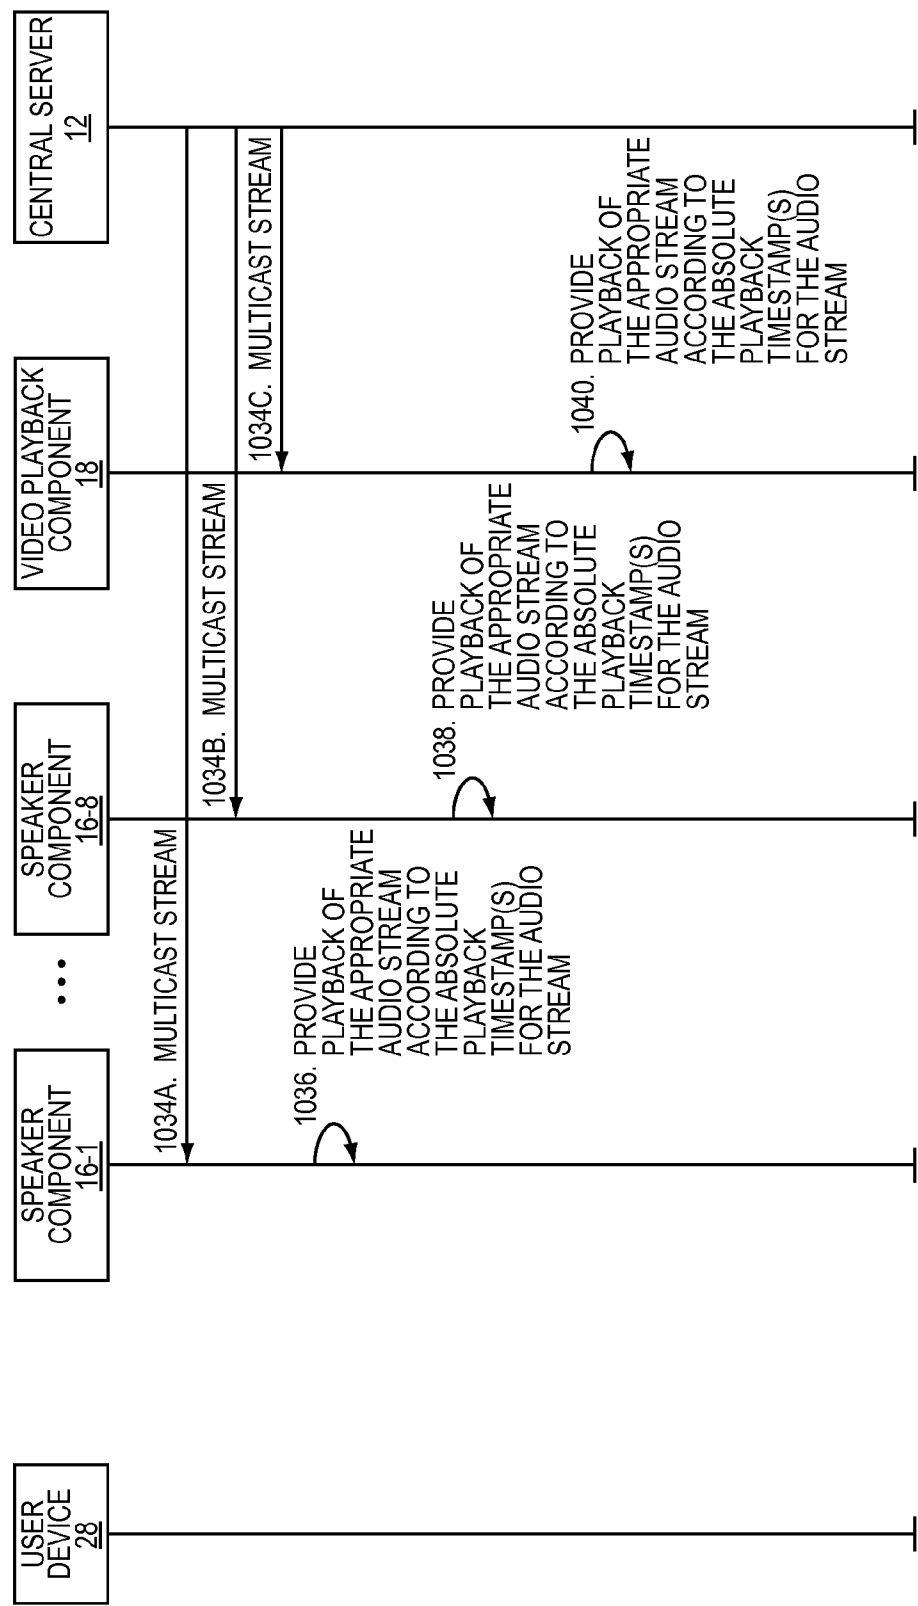 USER
DEVICE
28
SPEAKER
COMPONENT
16-1
...
SPEAKER
COMPONENT
16-8
VIDEO PLAYBACK
COMPONENT
18
CENTRAL SERVER
12
1034A. MULTICAST STREAM
1034B. MULTICAST STREAM
1034C. MULTICAST STREAM
1036. PROVIDE
PLAYBACK OF
THE APPROPRIATE
AUDIO STREAM
ACCORDING TO
THE ABSOLUTE
PLAYBACK
TIMESTAMP(S)
FOR THE AUDIO
STREAM
1038. PROVIDE
PLAYBACK OF
THE APPROPRIATE
AUDIO STREAM
ACCORDING TO
THE ABSOLUTE
PLAYBACK
TIMESTAMP(S)
FOR THE AUDIO
STREAM
1040. PROVIDE
PLAYBACK OF
THE APPROPRIATE
AUDIO STREAM
ACCORDING TO
THE ABSOLUTE
PLAYBACK
TIMESTAMP(S)
FOR THE AUDIO
STREAM